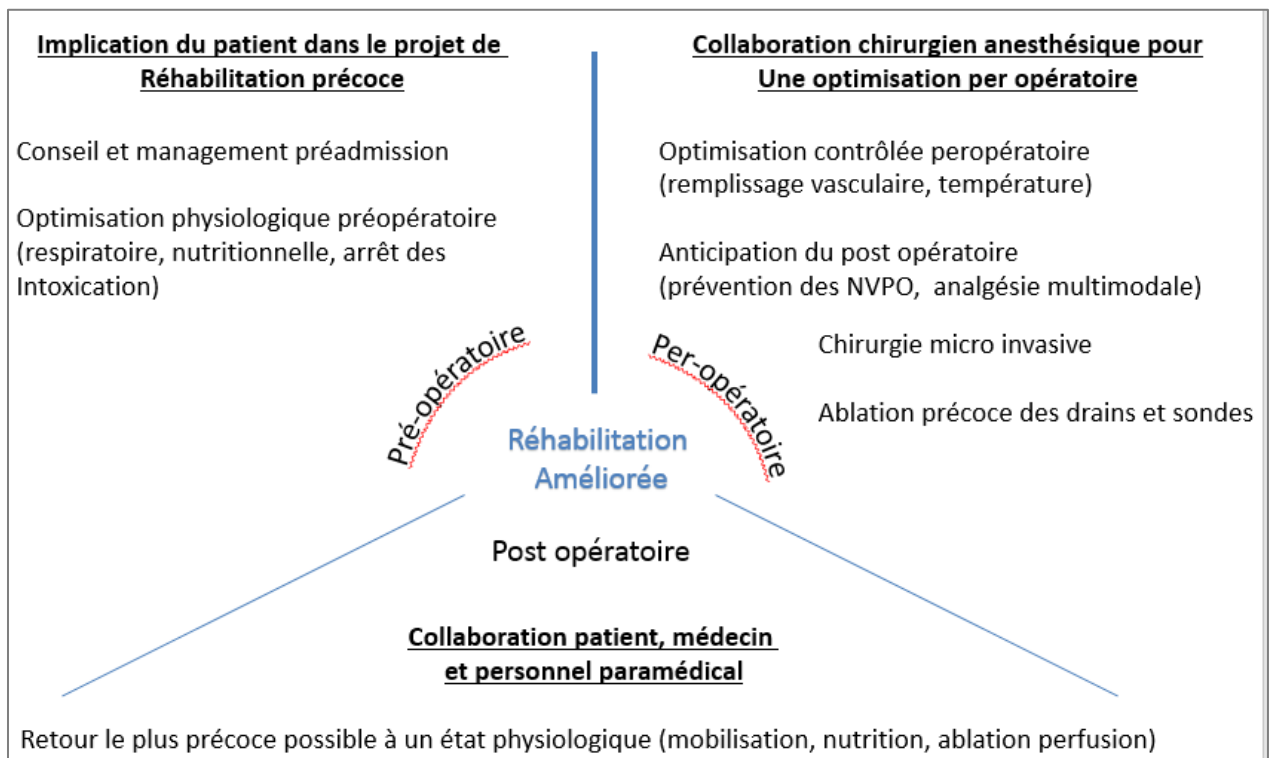 Implication du patient dans le projet de
Réhabilitation précoce
Conseil et management préadmission
Optimisation physiologique préopératoire
(respiratoire, nutritionnelle, arrêt des
Intoxication)
Collaboration chirurgien anesthésique pour
Une optimisation per opératoire
Optimisation contrôlée peropératoire
(remplissage vasculaire, température)
Anticipation du post opératoire
(prévention des NVPO, analgésie multimodale)
Chirurgie micro invasive
Ablation précoce des drains et sondes
Pré-opératoire
Per-opératoire
Réhabilitation
Améliorée
Post opératoire
Collaboration patient, médecin
et personnel paramédical
Retour le plus précoce possible à un état physiologique (mobilisation, nutrition, ablation perfusion)